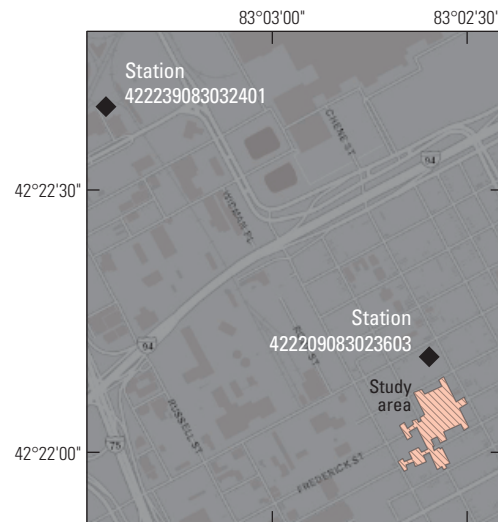 83°03'00"
83°02'30"
Station
422239083032401
CHENE ST
94
42°22'30"
WIDMAN PL
Station
422209083023603
94
Study
area
RUSSELL ST
75
42°22'00"
FREDERICK ST